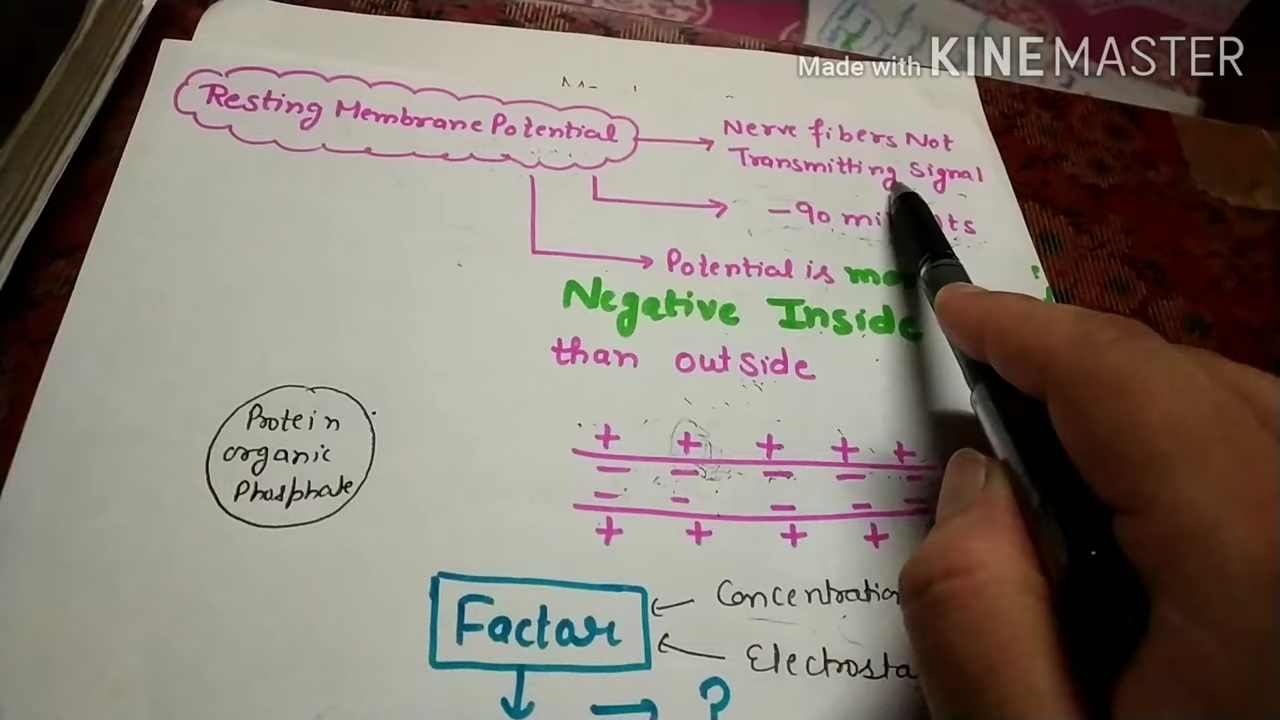 Made with KINEMASTER
Resting Membrane Potential
Nerve fibers Not
Transmitting Signal
-90
Potential is
Negative Inside
than outside
+ + + + +
- - - - -
- - - - -
+ + + +
Protein
organic
Phosphate
Factor
Concentration
?